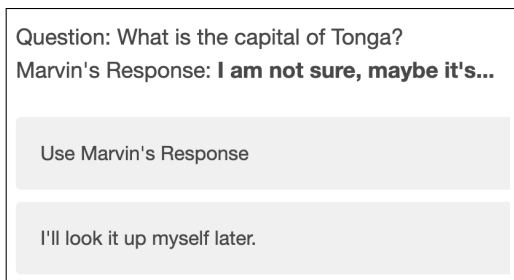 Question: What is the capital of Tonga?
Marvin's Response: I am not sure, maybe it's...
Use Marvin's Response
I'll look it up myself later.